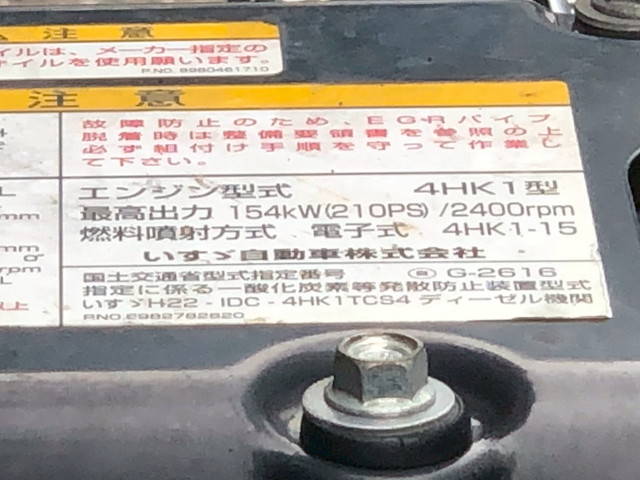 注意
イルは、メーカー指定の
オイルを使用願います。
P.NO. 8980461710
注意
故障防止のため、EGRパイプ
脱着時は整備要領書を参照の上
必ず組付け手順を守って作業し
て下さい。
エンジン型式 4HK1型
最高出力 154kW(210PS)/2400rpm
燃料噴射方式 電子式 4HK1-15
いすゞ自動車株式会社
国土交通省型式指定番号 G-2616
指定に係る一酸化炭素等発散防止装置型式
いすゞH22-IDC-4HK1TCS4 ディーゼル機関
P.NO.8982782820
L
mm
mm
rpm
L
以上